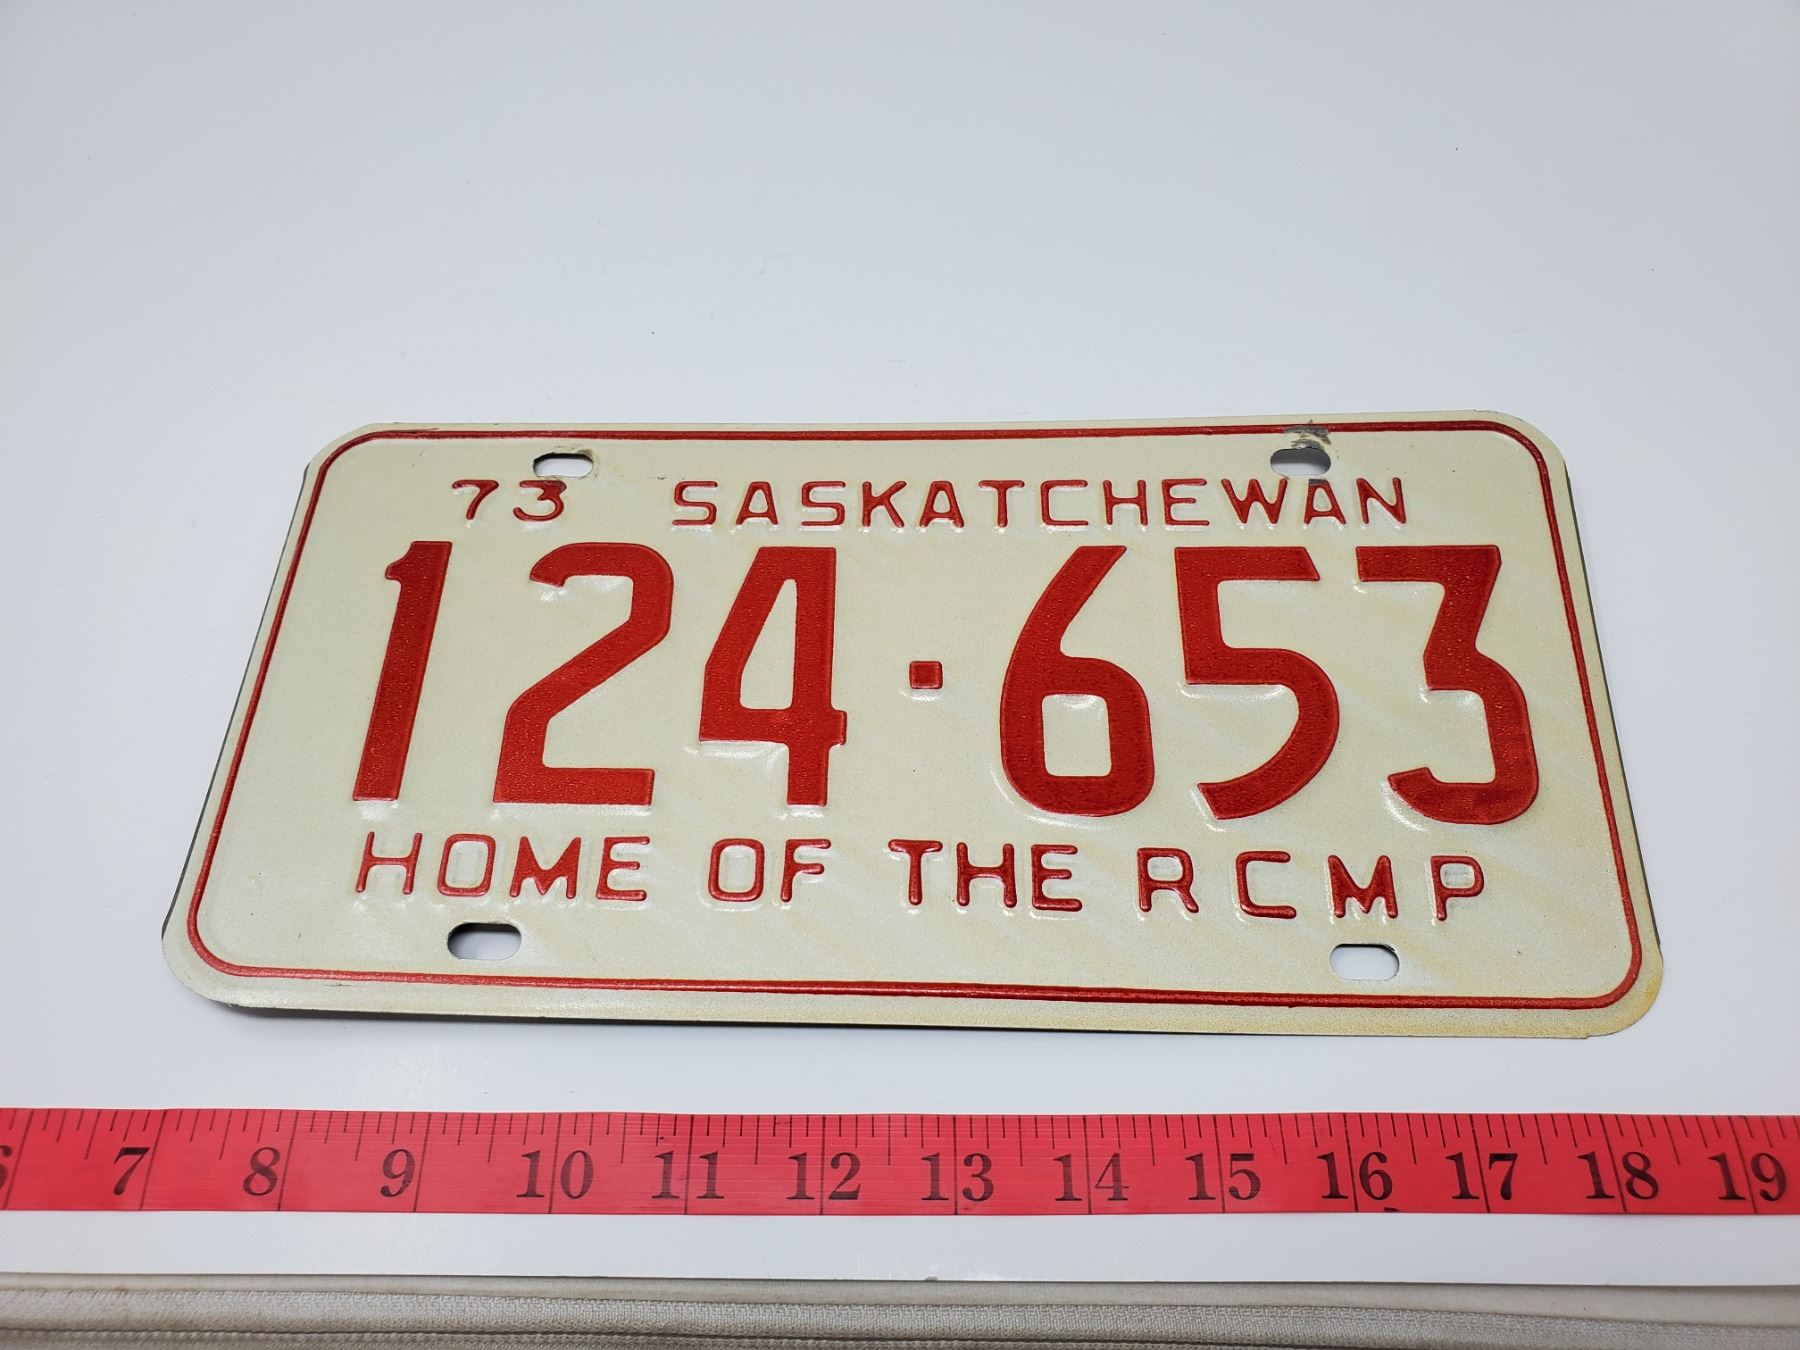 73 SASKATCHEWAN
124·653
HOME OF THE RCMP
6 7 8 9 10 11 12 13 14 15 16 17 18 19